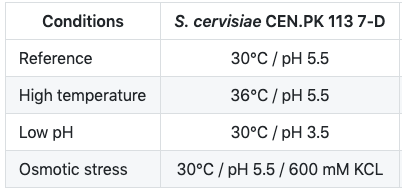 Conditions S. cervisiae CEN.PK 113 7-D
Reference 30°C / pH 5.5
High temperature 36°C / pH 5.5
Low pH 30°C / pH 3.5
Osmotic stress 30°C / pH 5.5 / 600 mM KCL